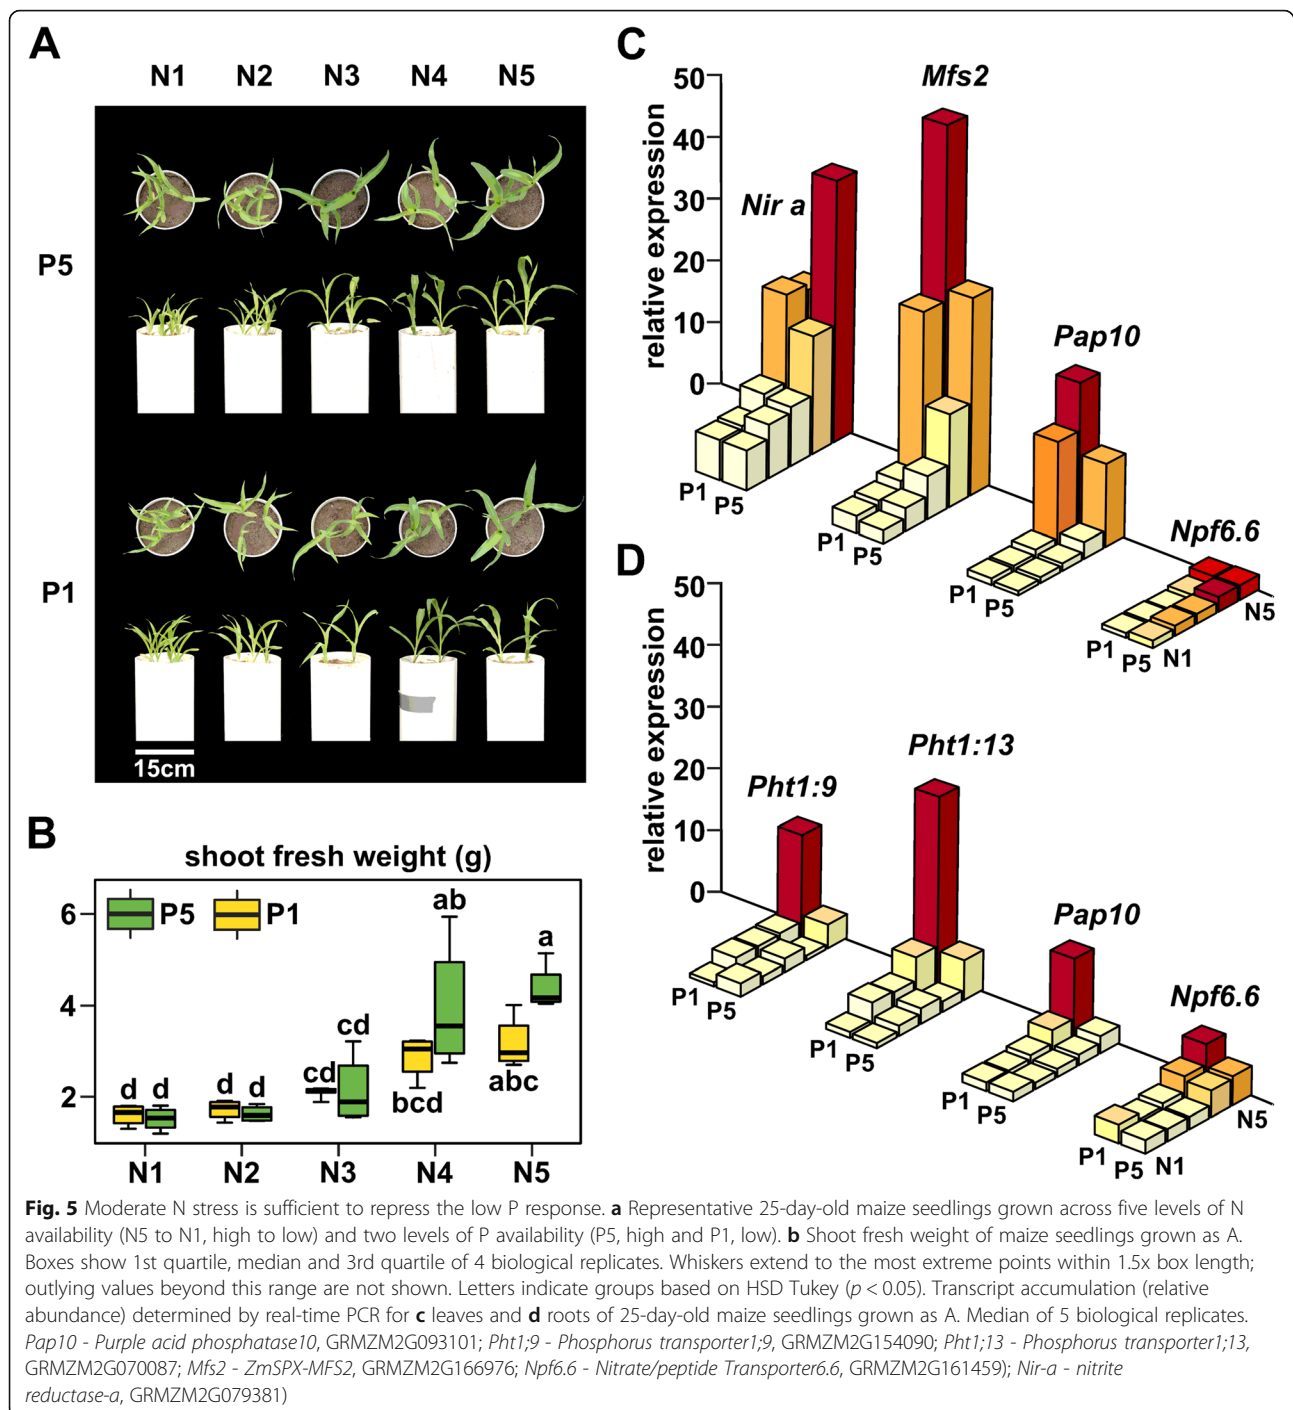 A
N1 N2 N3 N4 N5
P5
P1
15cm
B
shoot fresh weight (g)
P5 P1
6
4
2
d d d d cd cd bcd ab abc a
N1 N2 N3 N4 N5
C
relative expression
50
40
30
20
10
0
Nir a
Mfs2
Pap10
Npf6.6
P1 P5
P1 P5
P1 P5
P1 P5 N1 N5
D
relative expression
50
40
30
20
10
0
Pht1:9
Pht1:13
Pap10
Npf6.6
P1 P5
P1 P5
P1 P5
P1 P5 N1 N5
Fig. 5 Moderate N stress is sufficient to repress the low P response. a Representative 25-day-old maize seedlings grown across five levels of N
availability (N5 to N1, high to low) and two levels of P availability (P5, high and P1, low). b Shoot fresh weight of maize seedlings grown as A.
Boxes show 1st quartile, median and 3rd quartile of 4 biological replicates. Whiskers extend to the most extreme points within 1.5x box length;
outlying values beyond this range are not shown. Letters indicate groups based on HSD Tukey (p < 0.05). Transcript accumulation (relative
abundance) determined by real-time PCR for c leaves and d roots of 25-day-old maize seedlings grown as A. Median of 5 biological replicates.
Pap10 - Purple acid phosphatase10, GRMZM2G093101; Pht1;9 - Phosphorus transporter1;9, GRMZM2G154090; Pht1;13 - Phosphorus transporter1;13,
GRMZM2G070087; Mfs2 - ZmSPX-MFS2, GRMZM2G166976; Npf6.6 - Nitrate/peptide Transporter6.6, GRMZM2G161459); Nir-a - nitrite
reductase-a, GRMZM2G079381)